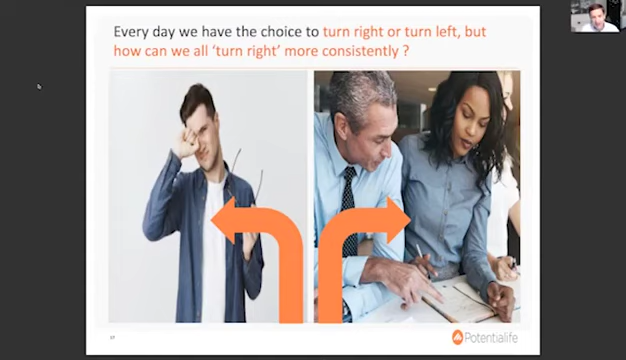 Every day we have the choice to turn right or turn left, but
how can we all ‘turn right’ more consistently ?
Potentialife